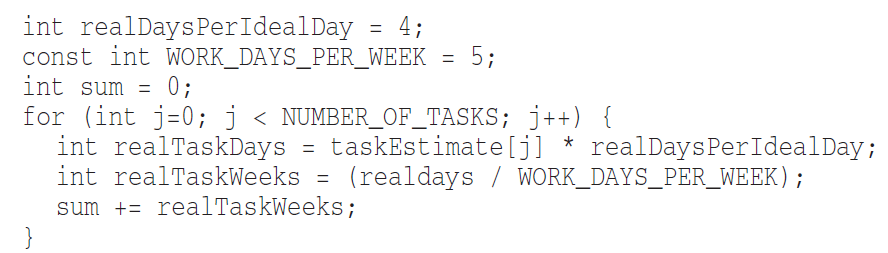 int realDaysPerIdealDay = 4;
const int WORK_DAYS_PER_WEEK = 5;
int sum = 0;
for (int j=0; j < NUMBER_OF_TASKS; j++) {
int realTaskDays = taskEstimate[j] * realDaysPerIdealDay;
int realTaskWeeks = (realdays / WORK_DAYS_PER_WEEK);
sum += realTaskWeeks;
}